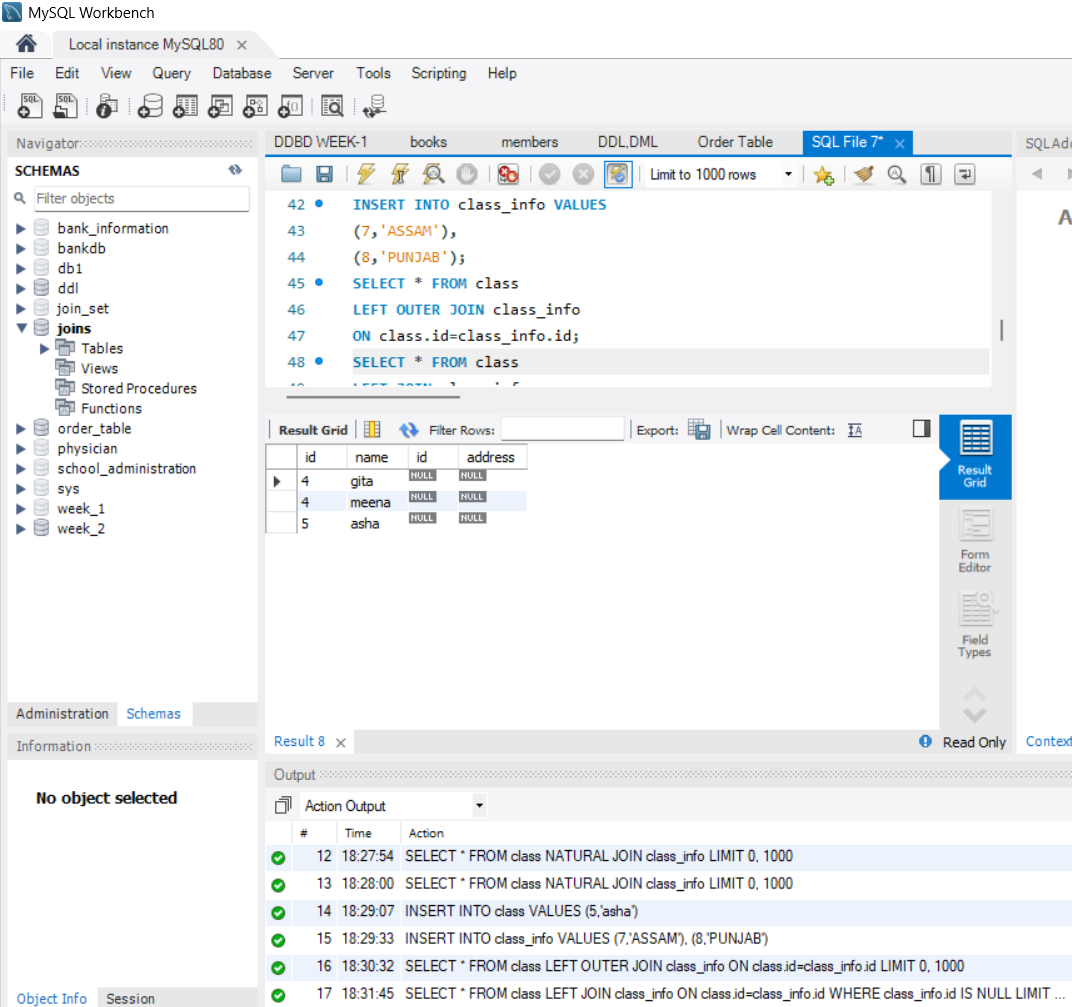 MySQL Workbench
Local instance MySQL80
File Edit View Query Database Server Tools Scripting Help
Navigator
SCHEMAS
Filter objects
bank_information
bankdb
db1
ddl
join_set
joins
Tables
Views
Stored Procedures
Functions
order_table
physician
school_administration
sys
week_1
week_2
Administration Schemas
Information
No object selected
Object Info Session
DDBD WEEK-1 books members DDL,DML Order Table SQL File 7*
Limit to 1000 rows
42 INSERT INTO class_info VALUES
43 (7,'ASSAM'),
44 (8,'PUNJAB');
45 SELECT * FROM class
46 LEFT OUTER JOIN class_info
47 ON class.id=class_info.id;
48 SELECT * FROM class
Result Grid Filter Rows: Export: Wrap Cell Content:
id name id address
4 gita NULL NULL
4 meena NULL NULL
5 asha NULL NULL
Result
Grid
Form
Editor
Field
Types
Result 8
Read Only
Context
Output
Action Output
# Time Action
12 18:27:54 SELECT * FROM class NATURAL JOIN class_info LIMIT 0, 1000
13 18:28:00 SELECT * FROM class NATURAL JOIN class_info LIMIT 0, 1000
14 18:29:07 INSERT INTO class VALUES (5,'asha')
15 18:29:33 INSERT INTO class_info VALUES (7,'ASSAM'), (8,'PUNJAB')
16 18:30:32 SELECT * FROM class LEFT OUTER JOIN class_info ON class.id=class_info.id LIMIT 0, 1000
17 18:31:45 SELECT * FROM class LEFT JOIN class_info ON class.id=class_info.id WHERE class_info.id IS NULL LIMIT ...